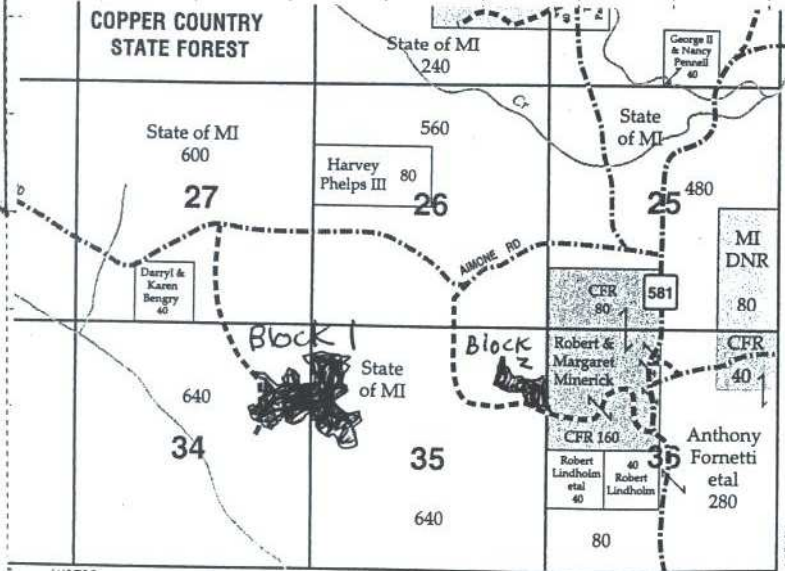 COPPER COUNTRY
STATE FOREST
State of MI
240
George II
& Nancy
Pennell
40
Cr
State
of MI
State of MI
600
560
Harvey
Phelps III
80
27
26
25
480
MI
DNR
80
AIMONE RD
Darryl &
Karen
Bengry
40
CFR
80
581
Block 1
State
of MI
Block
2
Robert &
Margaret
Minerick
CFR
40
640
34
35
CFR 160
36
Anthony
Fornetti
etal
280
Robert
Lindholm
etal
40
40
Robert
Lindholm
640
80